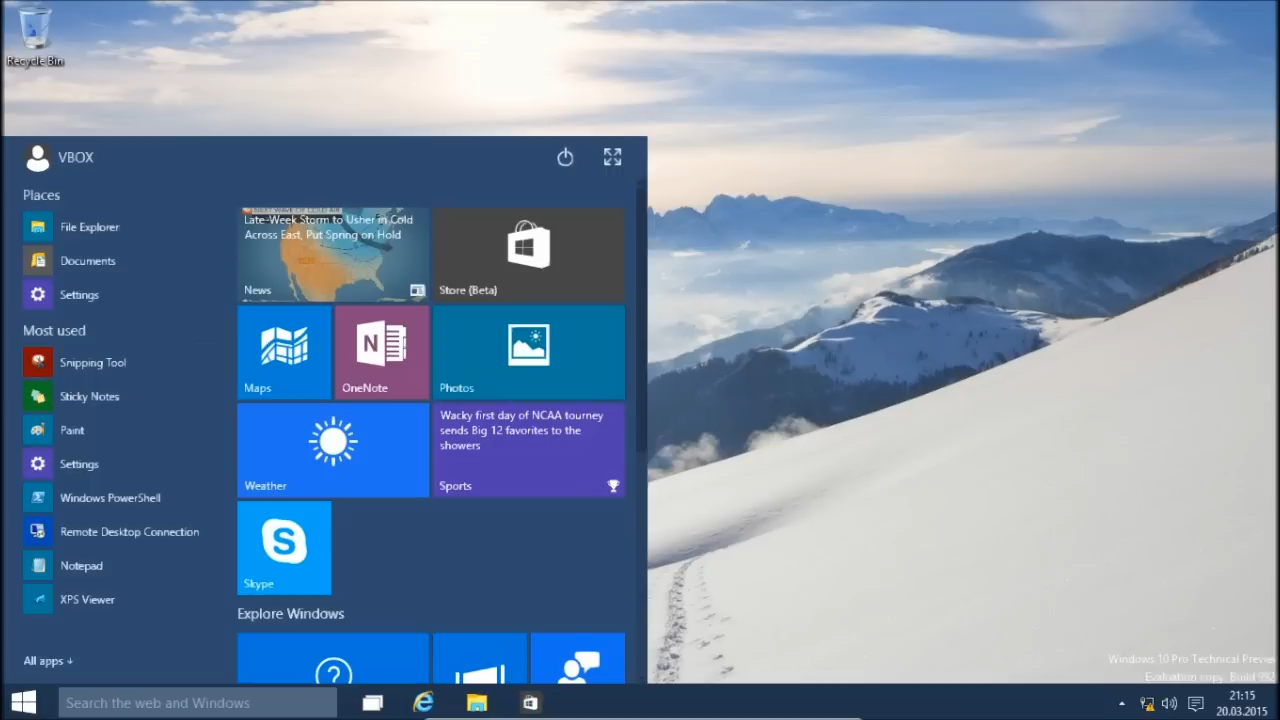 Recycle Bin
VBOX
Places
File Explorer
Documents
Settings
Most used
Snipping Tool
Sticky Notes
Paint
Settings
Windows PowerShell
Remote Desktop Connection
Notepad
XPS Viewer
All apps
Late-Week Storm to Usher in Cold
Across East, Put Spring on Hold
News
Store (Beta)
Maps
N
OneNote
Photos
Weather
Wacky first day of NCAA tourney
sends Big 12 favorites to the
showers
Sports
S
Skype
Explore Windows
Windows 10 Pro Technical Previe
Evaluation copy. Build
Search the web and Windows
21:15
20.03.2015